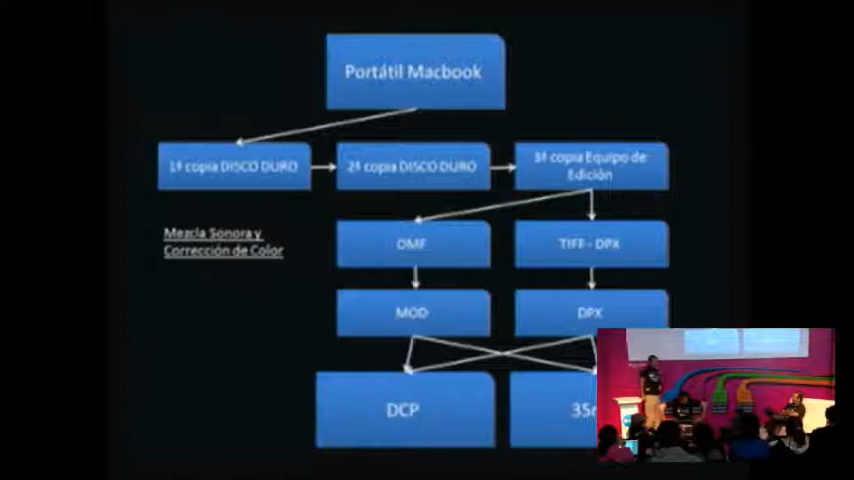 Portátil Macbook
1ª copia DISCO DURO
2ª copia DISCO DURO
3ª copia Equipo de
Edición
Mezcla Sonora y
Corrección de Color
OMF
TIFF - DPX
MOD
DPX
DCP